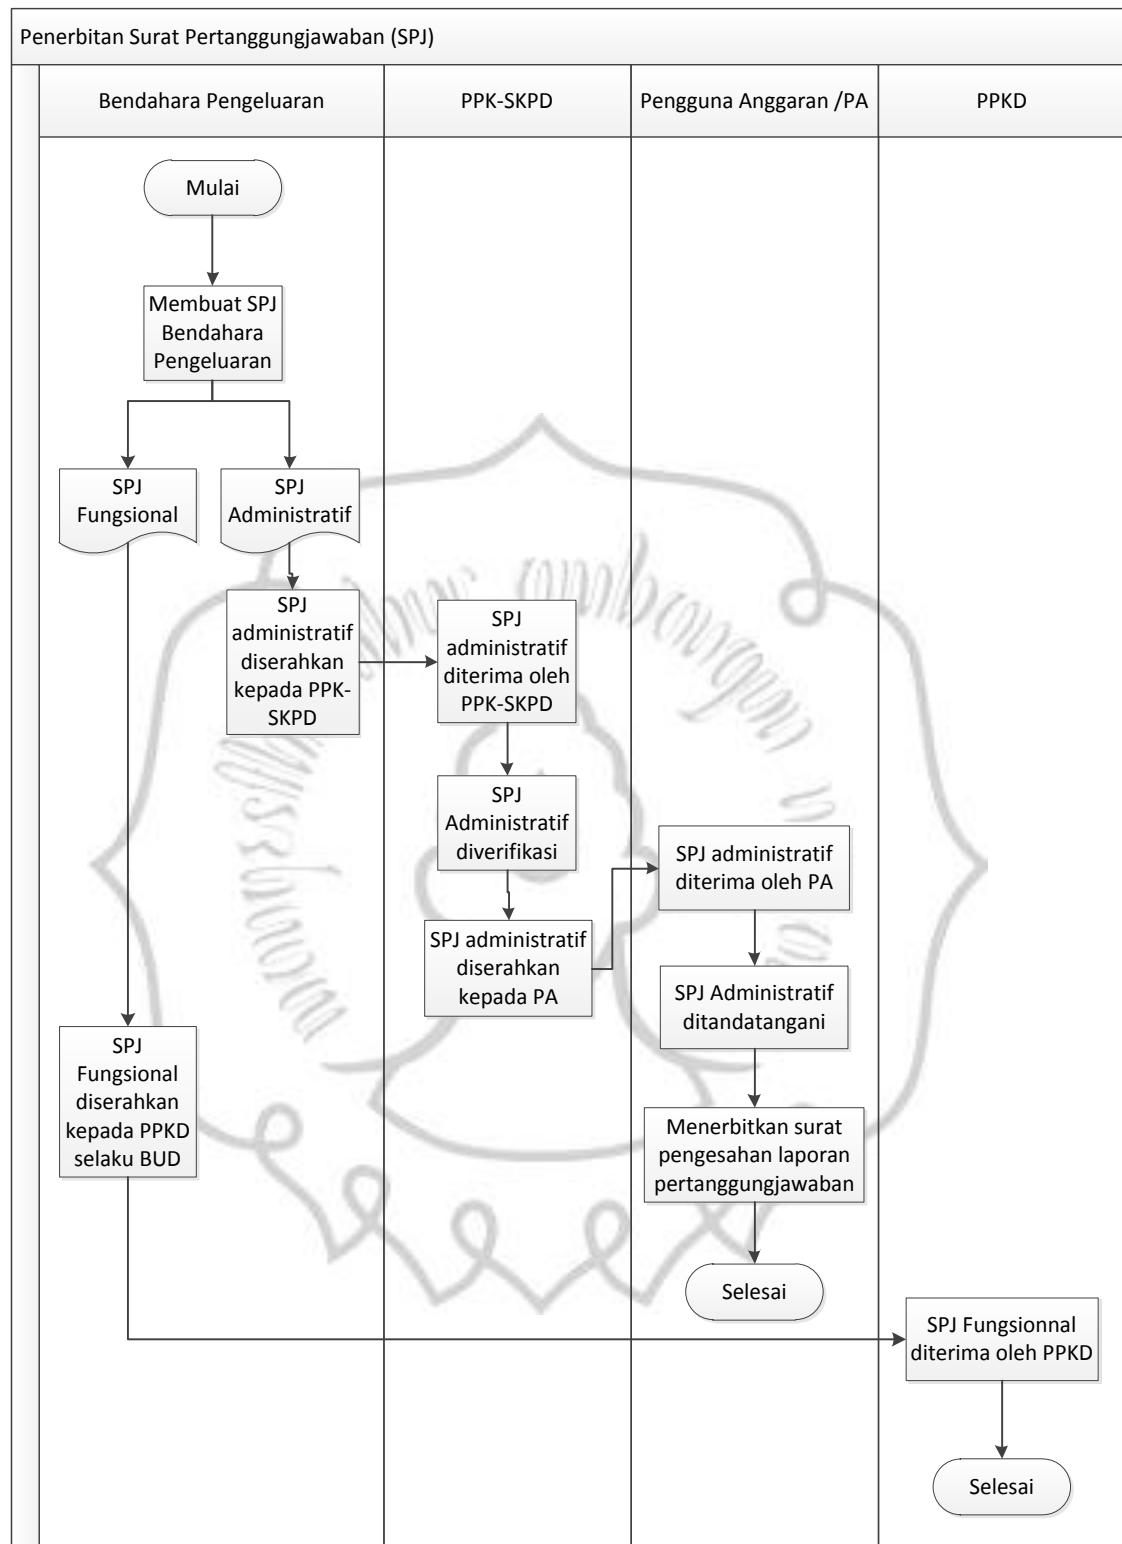 Penerbitan Surat Pertanggungjawaban (SPJ)
Bendahara Pengeluaran
PPK-SKPD
Pengguna Anggaran /PA
PPKD
Mulai
Membuat SPJ
Bendahara
Pengeluaran
SPJ
Fungsional
SPJ
Administratif
SPJ
administratif
diserahkan
kepada PPK-
SKPD
SPJ
administratif
diterima oleh
PPK-SKPD
SPJ
Administratif
diverifikasi
SPJ administratif
diserahkan
kepada PA
SPJ administratif
diterima oleh PA
SPJ Administratif
ditandatangani
Menerbitkan surat
pengesahan laporan
pertanggungjawaban
Selesai
SPJ
Fungsional
diserahkan
kepada PPKD
selaku BUD
SPJ Fungsionnal
diterima oleh PPKD
Selesai